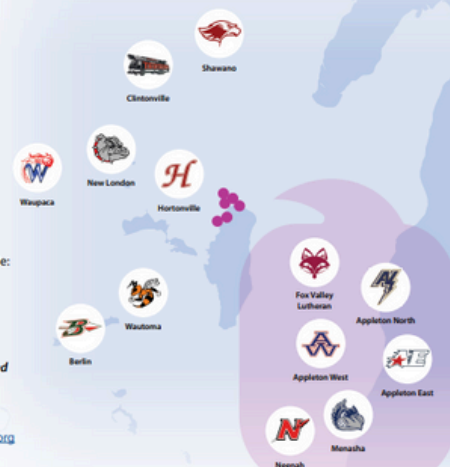 Shawano
Clintonville
New London
Waupaca
H
Hortonville
W
e:
Fox Valley
Lutheran
Appleton North
Wautoma
B
Berlin
Appleton West
Appleton East
d
org
N
Menasha
Neenah